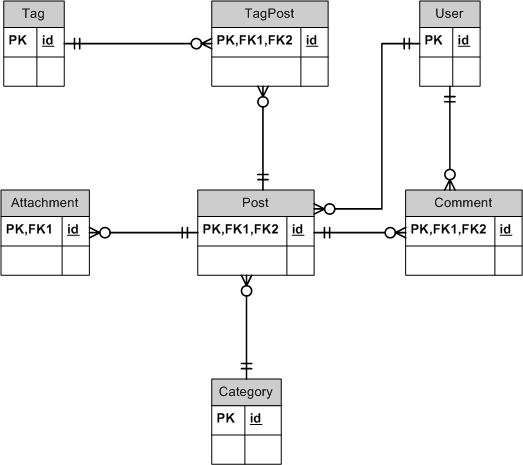 Tag
PK id
TagPost
PK,FK1,FK2 id
User
PK id
Attachment
PK,FK1 id
Post
PK,FK1,FK2 id
Comment
PK,FK1,FK2 id
Category
PK id